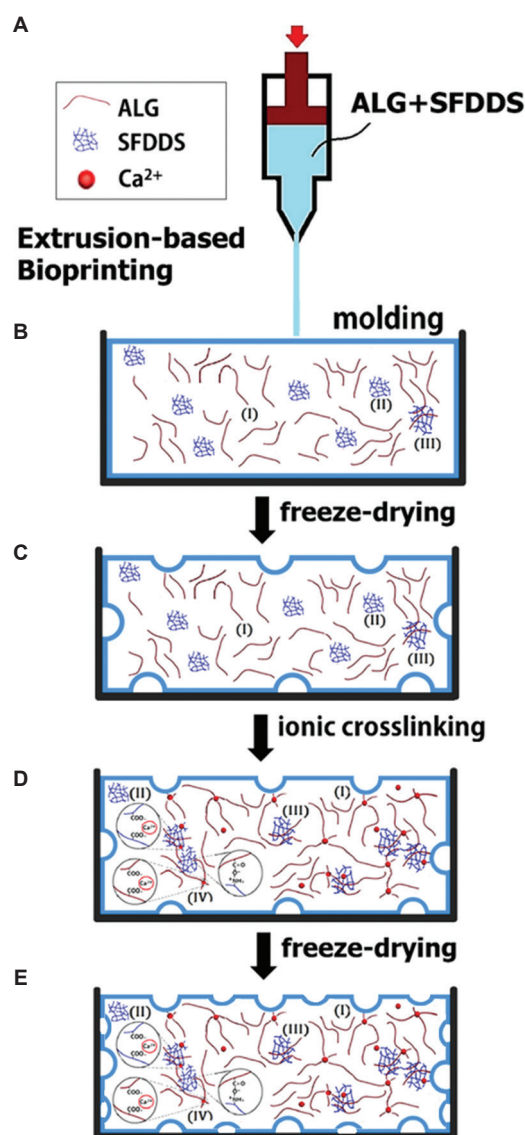 A
ALG
SFDDS
Ca²⁺
ALG+SFDDS
Extrusion-based
Bioprinting
B
molding
(I)
(II)
(III)
freeze-drying
C
(I)
(II)
(III)
ionic crosslinking
D
(II)
(III)
(I)
COO-
Ca²⁺
COO-
COO-
Ca²⁺
COO-
C=O
O-
+NH₃
(IV)
freeze-drying
E
(II)
(III)
(I)
COO-
Ca²⁺
COO-
COO-
Ca²⁺
COO-
C=O
O-
+NH₃
(IV)